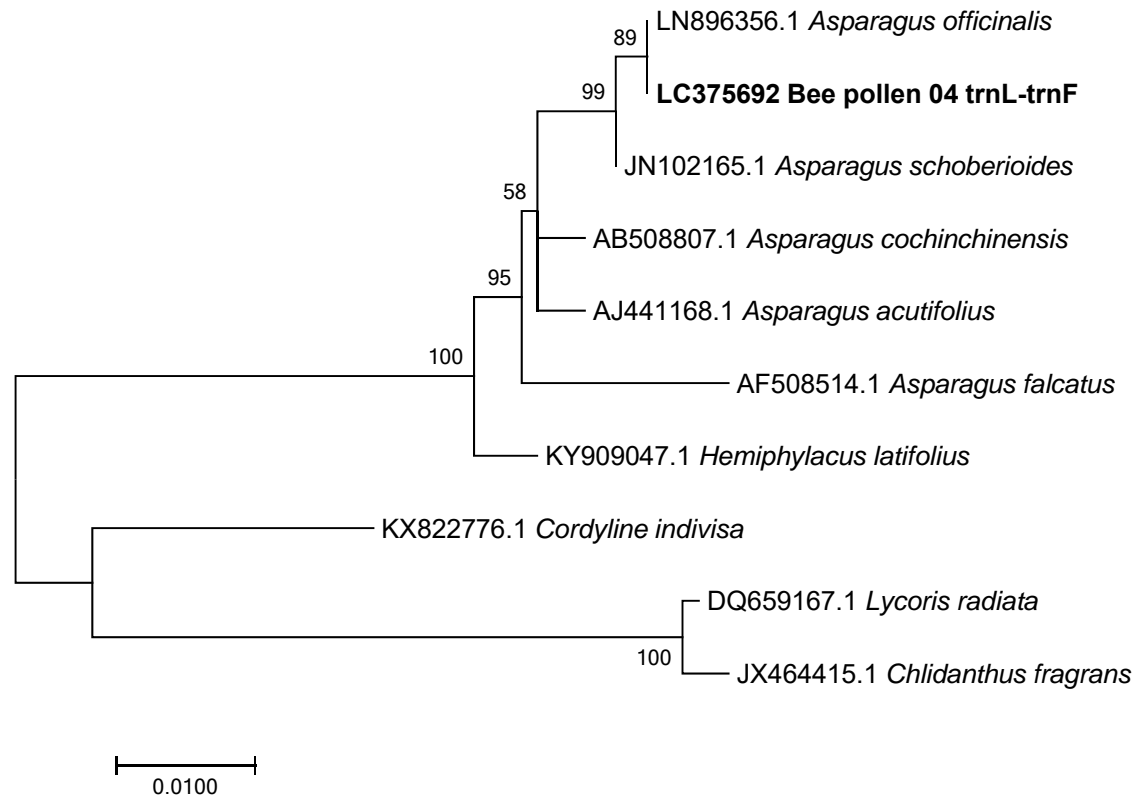 LN896356.1 Asparagus officinalis
89
LC375692 Bee pollen 04 trnL-trnF
99
JN102165.1 Asparagus schoberioides
58
AB508807.1 Asparagus cochinchinensis
95
AJ441168.1 Asparagus acutifolius
100
AF508514.1 Asparagus falcatus
KY909047.1 Hemiphylacus latifolius
KX822776.1 Cordyline indivisa
DQ659167.1 Lycoris radiata
100
JX464415.1 Chlidanthus fragrans
0.0100